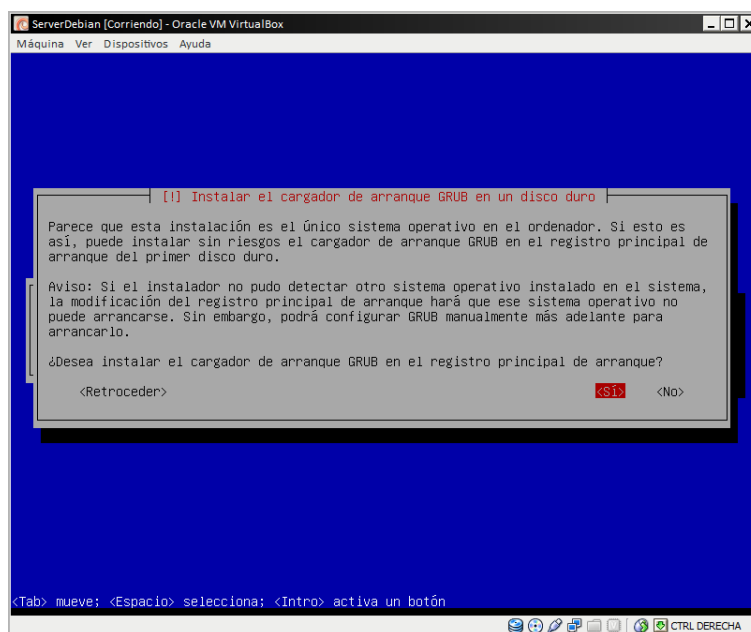 ServerDebian [Corriendo] - Oracle VM VirtualBox
Máquina Ver Dispositivos Ayuda
[!] Instalar el cargador de arranque GRUB en un disco duro
Parece que esta instalación es el único sistema operativo en el ordenador. Si esto es
así, puede instalar sin riesgos el cargador de arranque GRUB en el registro principal de
arranque del primer disco duro.
Aviso: Si el instalador no pudo detectar otro sistema operativo instalado en el sistema,
la modificación del registro principal de arranque hará que ese sistema operativo no
puede arrancarse. Sin embargo, podrá configurar GRUB manualmente más adelante para
arrancarlo.
¿Desea instalar el cargador de arranque GRUB en el registro principal de arranque?
<Retroceder> <Sí> <No>
<Tab> mueve; <Espacio> selecciona; <Intro> activa un botón
CTRL DERECHA